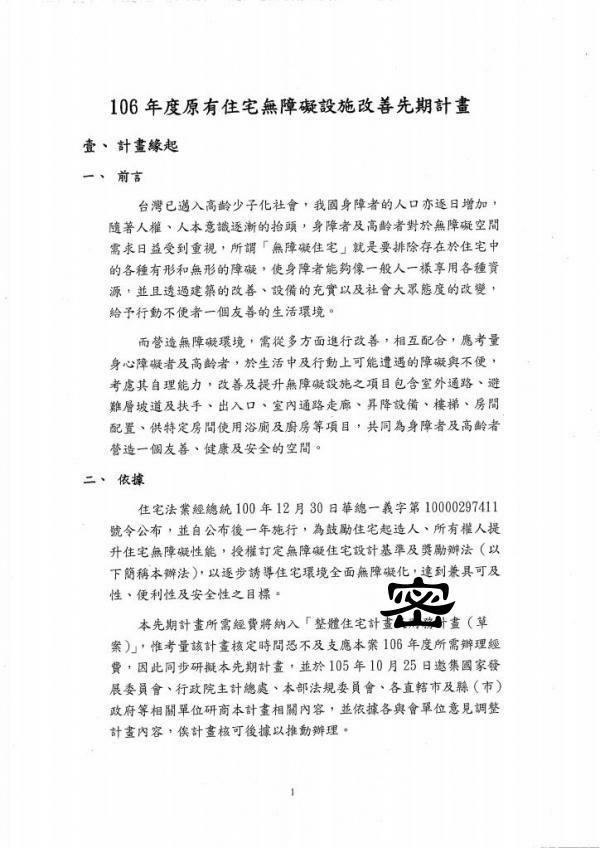 106 年度原有住宅無障礙設施改善先期計畫
壹、計畫緣起
一、 前言
台灣已邁入高齡少子化社會，我國身障者的人口亦逐日增加，
隨著人權、人本意識逐漸的抬頭，身障者及高齡者對於無障礙空間
需求日益受到重視，所謂「無障礙住宅」就是要排除存在於住宅中
的各種有形和無形的障礙，使身障者能夠像一般人一樣享用各種資
源，並且透過建築的改善、設備的充實以及社會大眾態度的改變，
給予行動不便者一個友善的生活環境。
而營造無障礙環境，需從多方面進行改善，相互配合，應考量
身心障礙者及高齡者，於生活中及行動上可能遭遇的障礙與不便，
考慮其自理能力，改善及提升無障礙設施之項目包含室外通路、避
難層坡道及扶手、出入口、室內通路走廊、昇降設備、樓梯、房間
配置、供特定房間使用浴廁及廚房等項目，共同為身障者及高齡者
營造一個友善、健康及安全的空間。
二、 依據
住宅法業經總統 100 年 12 月 30 日華總一義字第 10000297411
號令公布，並自公布後一年施行，為鼓勵住宅起造人、所有權人提
升住宅無障礙性能，授權訂定無障礙住宅設計基準及獎勵辦法（以
下簡稱本辦法），以逐步誘導住宅環境全面無障礙化，達到兼具可及
性、便利性及安全性之目標。
密
本先期計畫所需經費將納入「整體住宅計畫財務計畫（草
案）」，惟考量該計畫核定時間恐不及支應本案 106 年度所需辦理經
費，因此同步研擬本先期計畫，並於 105 年 10 月 25 日邀集國家發
展委員會、行政院主計總處、本部法規委員會、各直轄市及縣（市）
政府等相關單位研商本計畫相關內容，並依據各與會單位意見調整
計畫內容，俟計畫核可後據以推動辦理。
1